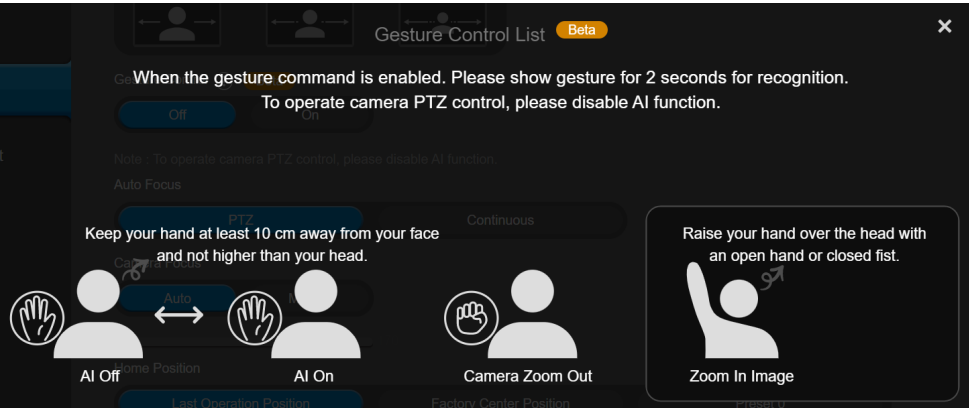 Gesture Control List Beta
×
When the gesture command is enabled. Please show gesture for 2 seconds for recognition.
To operate camera PTZ control, please disable AI function.
Off On
Note : To operate camera PTZ control, please disable AI function.
Auto Focus
PTZ Continuous
Keep your hand at least 10 cm away from your face
and not higher than your head.
Raise your hand over the head with
an open hand or closed fist.
Auto
AI Off
AI On
Camera Zoom Out
Zoom In Image
Home Position
Last Operation Position Factory Center Position Preset 0